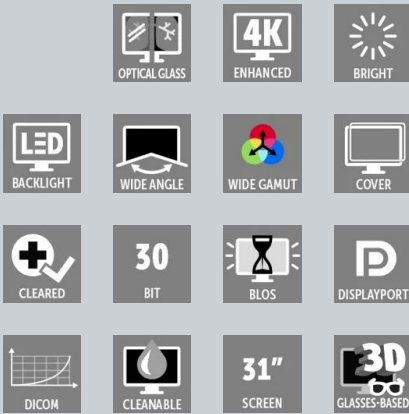 OPTICAL GLASS
4K
ENHANCED
BRIGHT
LED
BACKLIGHT
WIDE ANGLE
WIDE GAMUT
COVER
CLEARED
30
BIT
BLOS
DISPLAYPORT
DICOM
CLEANABLE
31"
SCREEN
3D
GLASSES-BASED